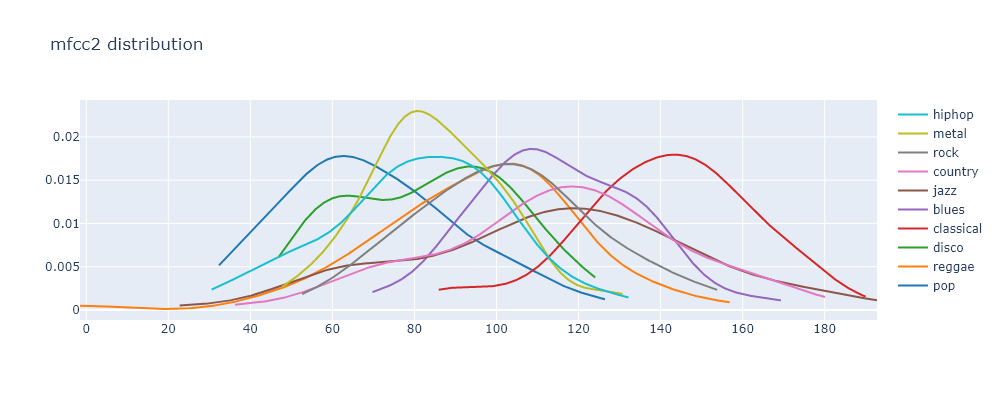 mfcc2 distribution
0.02
0.015
0.01
0.005
0
0 20 40 60 80 100 120 140 160 180
hiphop
metal
rock
country
jazz
blues
classical
disco
reggae
pop